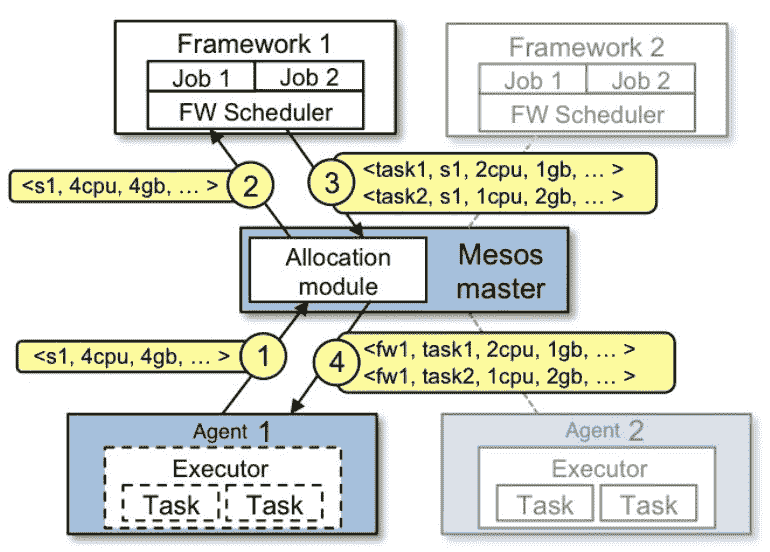 Framework 1
Job 1 Job 2
FW Scheduler
Framework 2
Job 1 Job 2
FW Scheduler
<s1, 4cpu, 4gb, … >
2
3
<task1, s1, 2cpu, 1gb, … >
<task2, s1, 1cpu, 2gb, … >
Allocation
module
Mesos
master
<s1, 4cpu, 4gb, … >
1
4
<fw1, task1, 2cpu, 1gb, … >
<fw1, task2, 1cpu, 2gb, … >
Agent 1
Executor
Task Task
Agent 2
Executor
Task Task